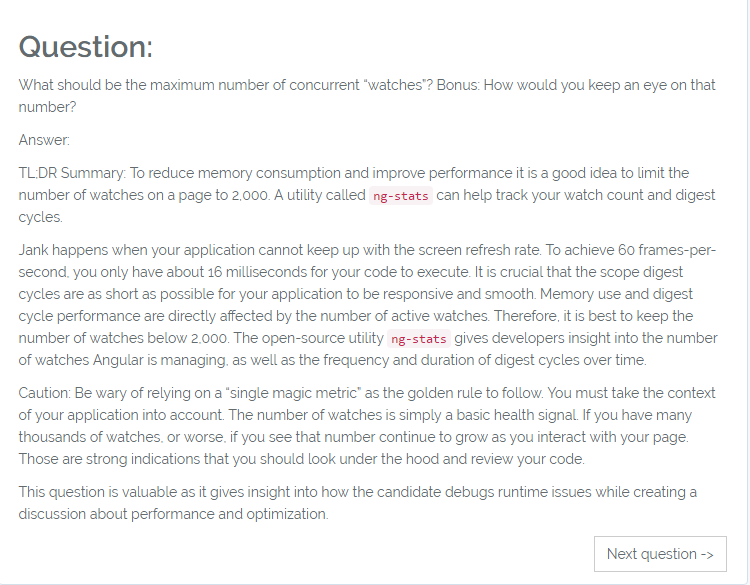 Question:
What should be the maximum number of concurrent “watches”? Bonus: How would you keep an eye on that
number?
Answer:
TL;DR Summary: To reduce memory consumption and improve performance it is a good idea to limit the
number of watches on a page to 2,000. A utility called ng-stats can help track your watch count and digest
cycles.
Jank happens when your application cannot keep up with the screen refresh rate. To achieve 60 frames-per-
second, you only have about 16 milliseconds for your code to execute. It is crucial that the scope digest
cycles are as short as possible for your application to be responsive and smooth. Memory use and digest
cycle performance are directly affected by the number of active watches. Therefore, it is best to keep the
number of watches below 2,000. The open-source utility ng-stats gives developers insight into the number
of watches Angular is managing, as well as the frequency and duration of digest cycles over time.
Caution: Be wary of relying on a “single magic metric” as the golden rule to follow. You must take the context
of your application into account. The number of watches is simply a basic health signal. If you have many
thousands of watches, or worse, if you see that number continue to grow as you interact with your page.
Those are strong indications that you should look under the hood and review your code.
This question is valuable as it gives insight into how the candidate debugs runtime issues while creating a
discussion about performance and optimization.
Next question ->